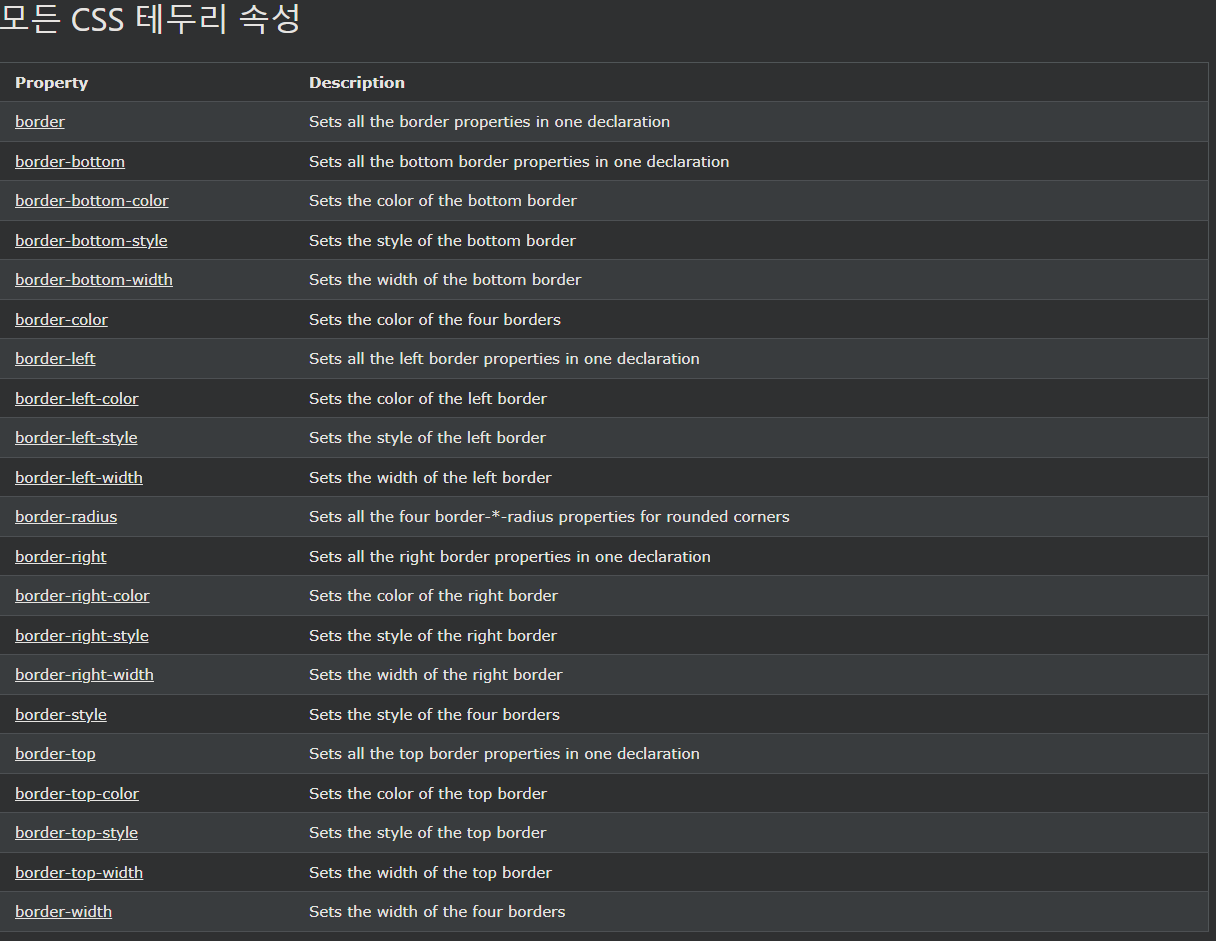 모든 CSS 테두리 속성
Property Description
border Sets all the border properties in one declaration
border-bottom Sets all the bottom border properties in one declaration
border-bottom-color Sets the color of the bottom border
border-bottom-style Sets the style of the bottom border
border-bottom-width Sets the width of the bottom border
border-color Sets the color of the four borders
border-left Sets all the left border properties in one declaration
border-left-color Sets the color of the left border
border-left-style Sets the style of the left border
border-left-width Sets the width of the left border
border-radius Sets all the four border-*-radius properties for rounded corners
border-right Sets all the right border properties in one declaration
border-right-color Sets the color of the right border
border-right-style Sets the style of the right border
border-right-width Sets the width of the right border
border-style Sets the style of the four borders
border-top Sets all the top border properties in one declaration
border-top-color Sets the color of the top border
border-top-style Sets the style of the top border
border-top-width Sets the width of the top border
border-width Sets the width of the four borders